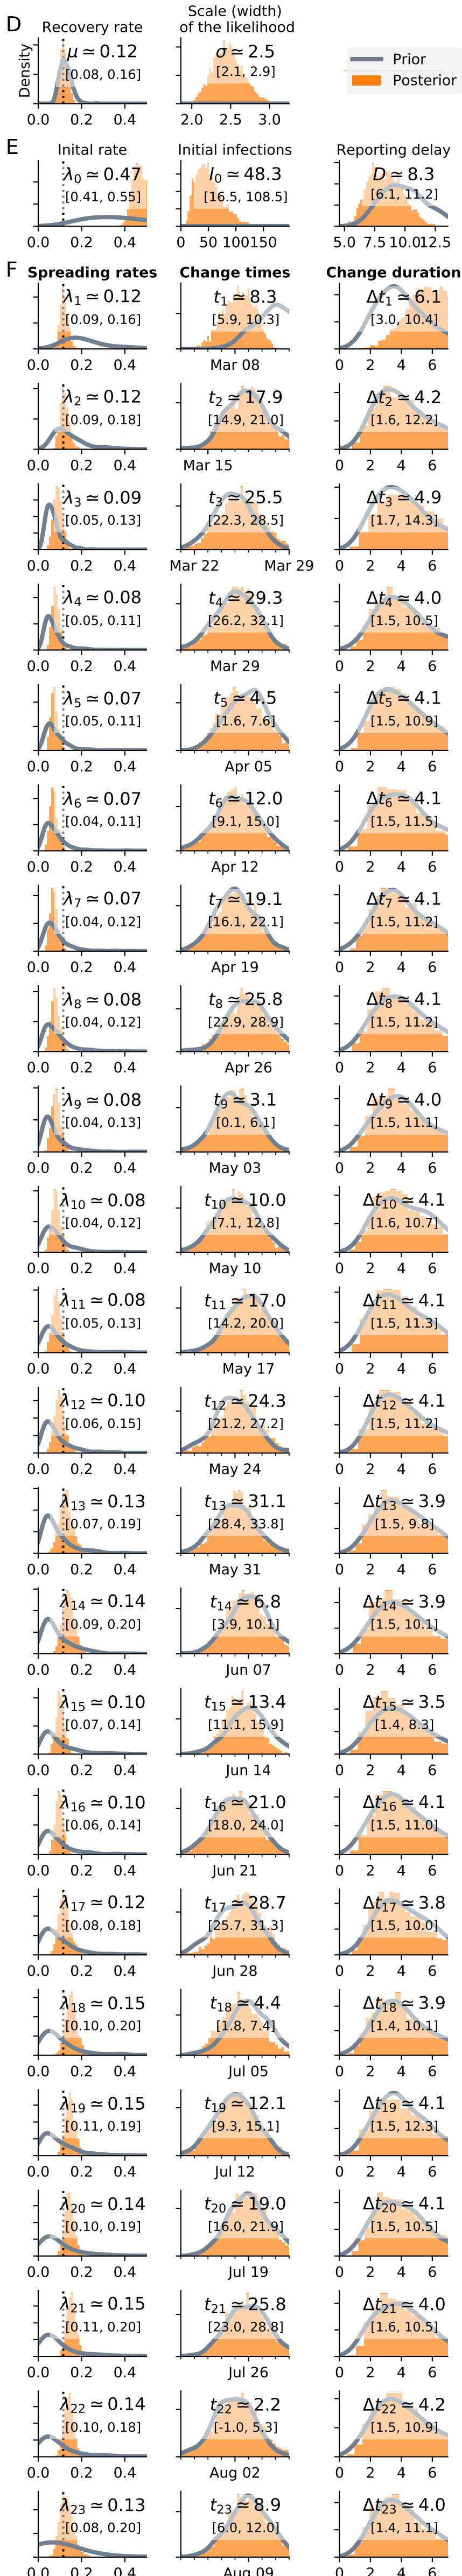 D
Recovery rate
Scale (width)
of the likelihood
Density
μ ≃ 0.12
[0.08, 0.16]
σ ≃ 2.5
[2.1, 2.9]
Prior
Posterior
0.0 0.2 0.4
2.0 2.5 3.0
E
Inital rate
Initial infections
Reporting delay
λ0 ≃ 0.47
[0.41, 0.55]
I0 ≃ 48.3
[16.5, 108.5]
D ≃ 8.3
[6.1, 11.2]
0.0 0.2 0.4
0 50 100 150
5.0 7.5 10.0 12.5
F
Spreading rates
Change times
Change duration
λ1 ≃ 0.12
[0.09, 0.16]
t1 ≃ 8.3
[5.9, 10.3]
Δt1 ≃ 6.1
[3.0, 10.4]
0.0 0.2 0.4
Mar 08
0 2 4 6
λ2 ≃ 0.12
[0.09, 0.18]
t2 ≃ 17.9
[14.9, 21.0]
Δt2 ≃ 4.2
[1.6, 12.2]
0.0 0.2 0.4
Mar 15
0 2 4 6
λ3 ≃ 0.09
[0.05, 0.13]
t3 ≃ 25.5
[22.3, 28.5]
Δt3 ≃ 4.9
[1.7, 14.3]
0.0 0.2 0.4
Mar 22 Mar 29
0 2 4 6
λ4 ≃ 0.08
[0.05, 0.11]
t4 ≃ 29.3
[26.2, 32.1]
Δt4 ≃ 4.0
[1.5, 10.5]
0.0 0.2 0.4
Mar 29
0 2 4 6
λ5 ≃ 0.07
[0.05, 0.11]
t5 ≃ 4.5
[1.6, 7.6]
Δt5 ≃ 4.1
[1.5, 10.9]
0.0 0.2 0.4
Apr 05
0 2 4 6
λ6 ≃ 0.07
[0.04, 0.11]
t6 ≃ 12.0
[9.1, 15.0]
Δt6 ≃ 4.1
[1.5, 11.5]
0.0 0.2 0.4
Apr 12
0 2 4 6
λ7 ≃ 0.07
[0.04, 0.12]
t7 ≃ 19.1
[16.1, 22.1]
Δt7 ≃ 4.1
[1.5, 11.2]
0.0 0.2 0.4
Apr 19
0 2 4 6
λ8 ≃ 0.08
[0.04, 0.12]
t8 ≃ 25.8
[22.9, 28.9]
Δt8 ≃ 4.1
[1.5, 11.2]
0.0 0.2 0.4
Apr 26
0 2 4 6
λ9 ≃ 0.08
[0.04, 0.13]
t9 ≃ 3.1
[0.1, 6.1]
Δt9 ≃ 4.0
[1.5, 11.1]
0.0 0.2 0.4
May 03
0 2 4 6
λ10 ≃ 0.08
[0.04, 0.12]
t10 ≃ 10.0
[7.1, 12.8]
Δt10 ≃ 4.1
[1.6, 10.7]
0.0 0.2 0.4
May 10
0 2 4 6
λ11 ≃ 0.08
[0.05, 0.13]
t11 ≃ 17.0
[14.2, 20.0]
Δt11 ≃ 4.1
[1.5, 11.3]
0.0 0.2 0.4
May 17
0 2 4 6
λ12 ≃ 0.10
[0.06, 0.15]
t12 ≃ 24.3
[21.2, 27.2]
Δt12 ≃ 4.1
[1.5, 11.2]
0.0 0.2 0.4
May 24
0 2 4 6
λ13 ≃ 0.13
[0.07, 0.19]
t13 ≃ 31.1
[28.4, 33.8]
Δt13 ≃ 3.9
[1.5, 9.8]
0.0 0.2 0.4
May 31
0 2 4 6
λ14 ≃ 0.14
[0.09, 0.20]
t14 ≃ 6.8
[3.9, 10.1]
Δt14 ≃ 3.9
[1.5, 10.1]
0.0 0.2 0.4
Jun 07
0 2 4 6
λ15 ≃ 0.10
[0.07, 0.14]
t15 ≃ 13.4
[11.1, 15.9]
Δt15 ≃ 3.5
[1.4, 8.3]
0.0 0.2 0.4
Jun 14
0 2 4 6
λ16 ≃ 0.10
[0.06, 0.14]
t16 ≃ 21.0
[18.0, 24.0]
Δt16 ≃ 4.1
[1.5, 11.0]
0.0 0.2 0.4
Jun 21
0 2 4 6
λ17 ≃ 0.12
[0.08, 0.18]
t17 ≃ 28.7
[25.7, 31.3]
Δt17 ≃ 3.8
[1.5, 10.0]
0.0 0.2 0.4
Jun 28
0 2 4 6
λ18 ≃ 0.15
[0.10, 0.20]
t18 ≃ 4.4
[1.8, 7.4]
Δt18 ≃ 3.9
[1.4, 10.1]
0.0 0.2 0.4
Jul 05
0 2 4 6
λ19 ≃ 0.15
[0.11, 0.19]
t19 ≃ 12.1
[9.3, 15.1]
Δt19 ≃ 4.1
[1.5, 12.3]
0.0 0.2 0.4
Jul 12
0 2 4 6
λ20 ≃ 0.14
[0.10, 0.19]
t20 ≃ 19.0
[16.0, 21.9]
Δt20 ≃ 4.1
[1.5, 10.5]
0.0 0.2 0.4
Jul 19
0 2 4 6
λ21 ≃ 0.15
[0.11, 0.20]
t21 ≃ 25.8
[23.0, 28.8]
Δt21 ≃ 4.0
[1.6, 10.5]
0.0 0.2 0.4
Jul 26
0 2 4 6
λ22 ≃ 0.14
[0.10, 0.18]
t22 ≃ 2.2
[-1.0, 5.3]
Δt22 ≃ 4.2
[1.5, 10.9]
0.0 0.2 0.4
Aug 02
0 2 4 6
λ23 ≃ 0.13
[0.08, 0.20]
t23 ≃ 8.9
[6.0, 12.0]
Δt23 ≃ 4.0
[1.4, 11.1]
0.0 0.2 0.4
Aug 09
0 2 4 6